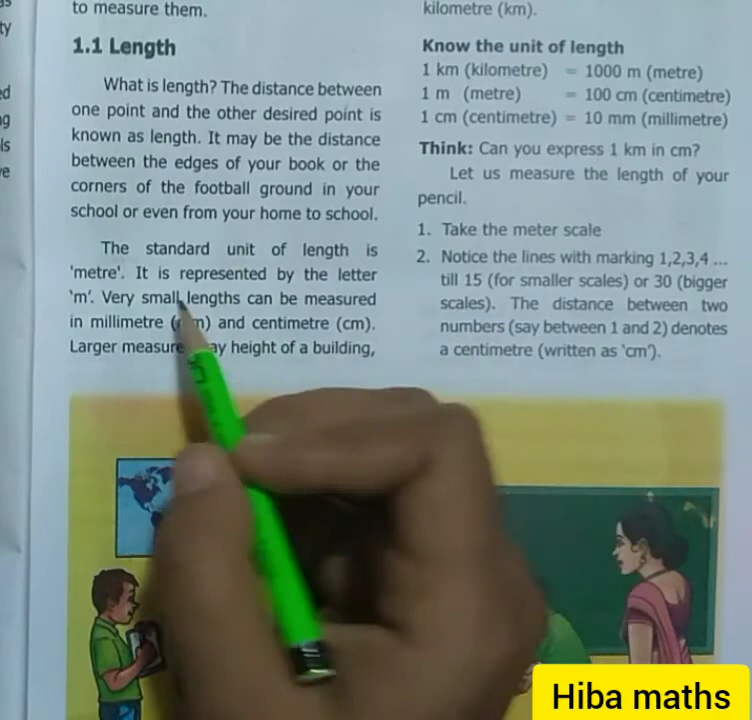 to measure them.
1.1 Length
What is length? The distance between
one point and the other desired point is
known as length. It may be the distance
between the edges of your book or the
corners of the football ground in your
school or even from your home to school.
The standard unit of length is
'metre'. It is represented by the letter
'm'. Very small lengths can be measured
in millimetre ( m) and centimetre (cm).
Larger measure ay height of a building,
kilometre (km).
Know the unit of length
1 km (kilometre) = 1000 m (metre)
1 m (metre) = 100 cm (centimetre)
1 cm (centimetre) = 10 mm (millimetre)
Think: Can you express 1 km in cm?
Let us measure the length of your
pencil.
1. Take the meter scale
2. Notice the lines with marking 1,2,3,4 ...
till 15 (for smaller scales) or 30 (bigger
scales). The distance between two
numbers (say between 1 and 2) denotes
a centimetre (written as 'cm').
Hiba maths